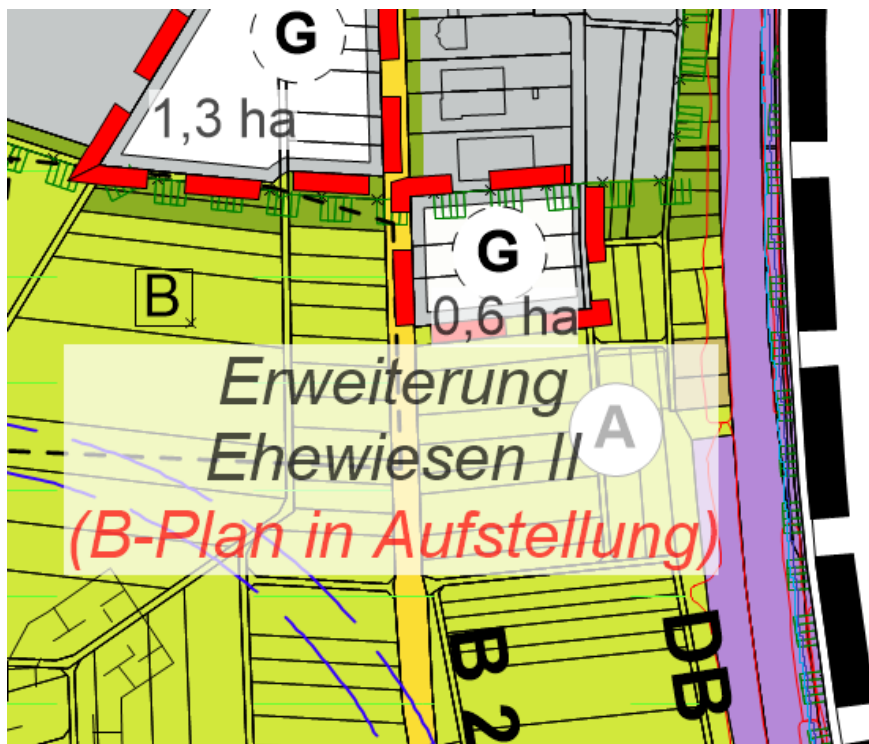 G
1,3 ha
G
B
0,6 ha
Erweiterung
Ehewiesen II
A
(B-Plan in Aufstellung)
B 2
DB